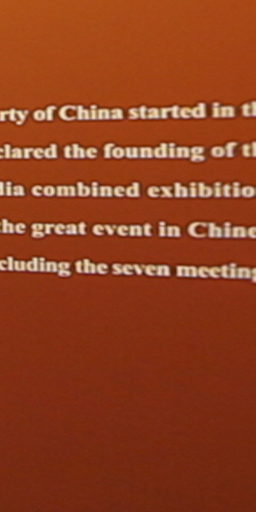 rty of China started in th
clared the founding of th
dia combined exhibitio
the great event in Chine
cluding the seven meeting